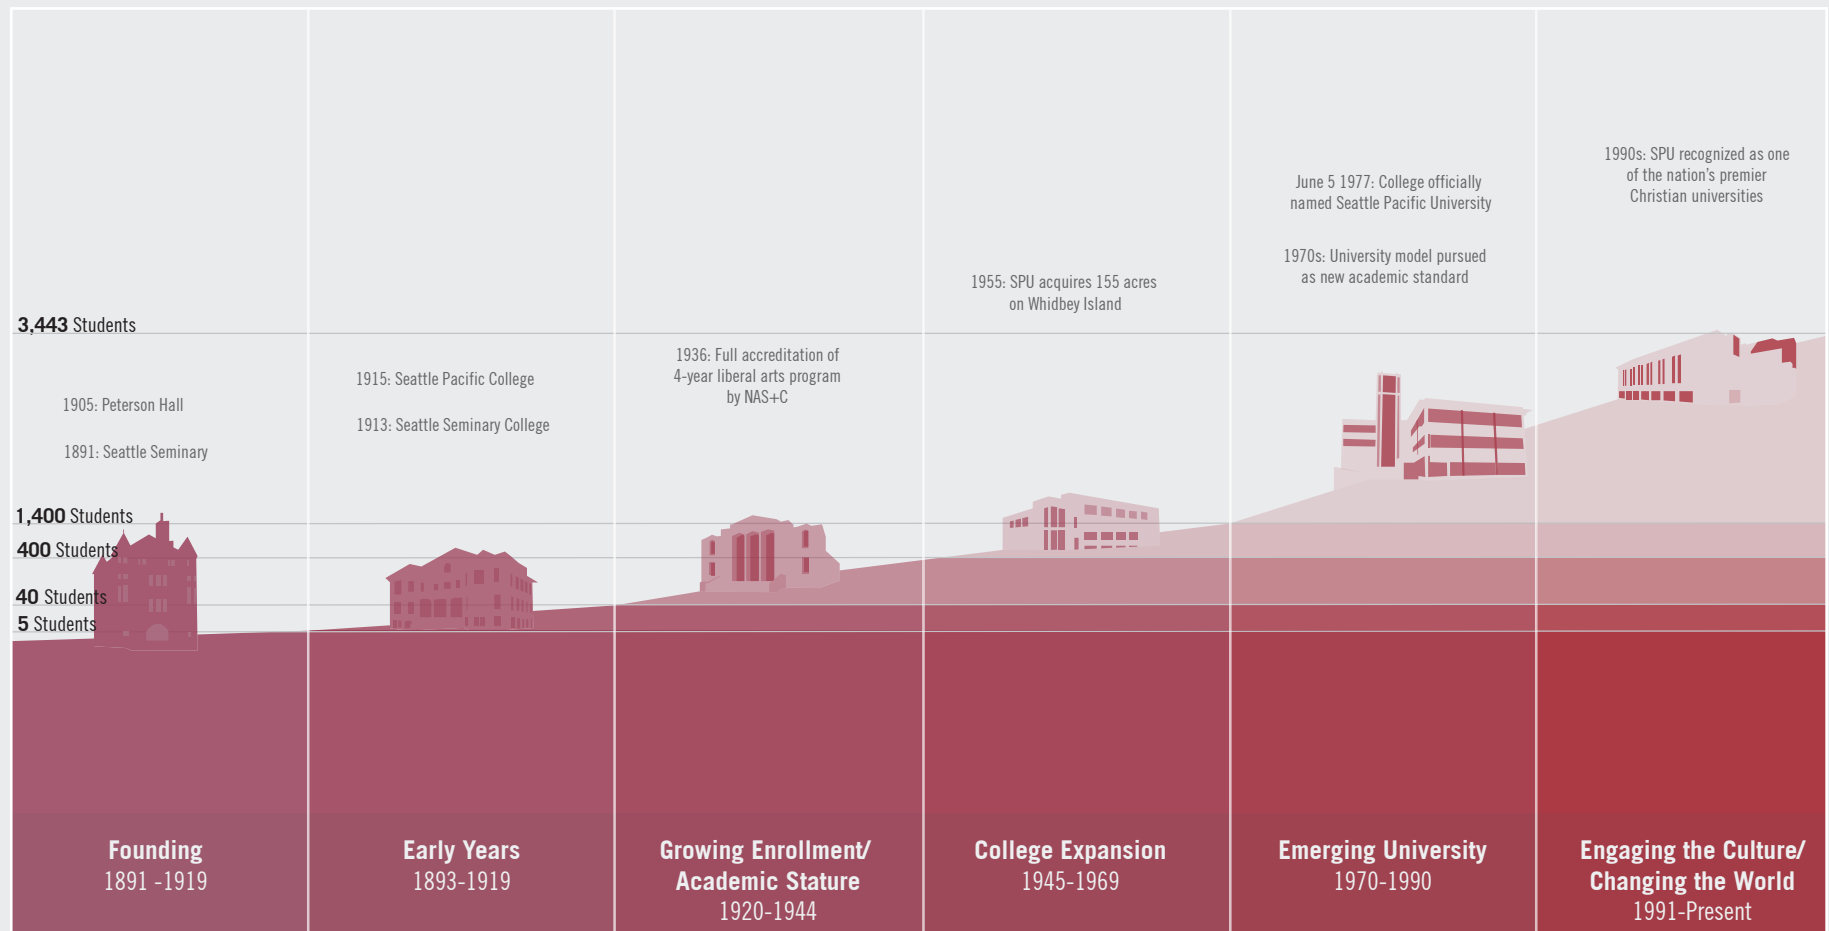 1990s: SPU recognized as one
of the nation's premier
Christian universities
June 5 1977: College officially
named Seattle Pacific University
1970s: University model pursued
as new academic standard
1955: SPU acquires 155 acres
on Whidbey Island
3,443 Students
1936: Full accreditation of
4-year liberal arts program
by NAS+C
1915: Seattle Pacific College
1913: Seattle Seminary College
1905: Peterson Hall
1891: Seattle Seminary
1,400 Students
400 Students
40 Students
5 Students
Founding
1891 -1919
Early Years
1893-1919
Growing Enrollment/
Academic Stature
1920-1944
College Expansion
1945-1969
Emerging University
1970-1990
Engaging the Culture/
Changing the World
1991-Present